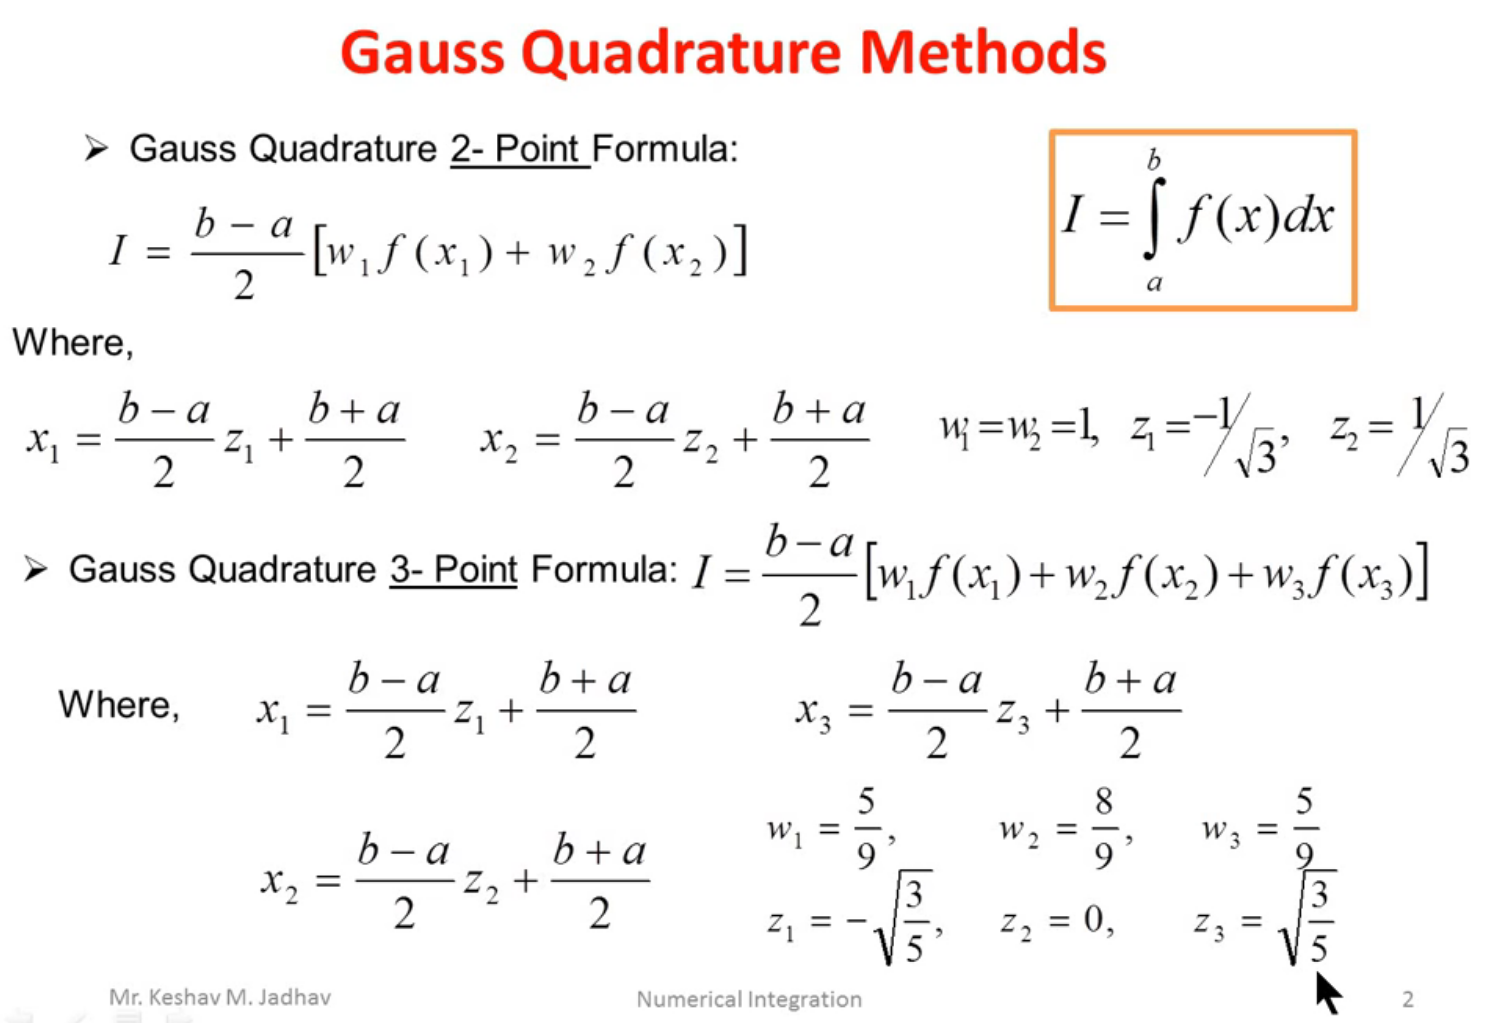 Gauss Quadrature Methods
➢ Gauss Quadrature 2- Point Formula:
I = \int_a^b f(x)dx
I = \frac{b-a}{2}[w_1 f(x_1) + w_2 f(x_2)]
Where,
x_1 = \frac{b-a}{2} z_1 + \frac{b+a}{2} x_2 = \frac{b-a}{2} z_2 + \frac{b+a}{2} w_1 = w_2 = 1, z_1 = -1/\sqrt{3}, z_2 = 1/\sqrt{3}
➢ Gauss Quadrature 3- Point Formula: I = \frac{b-a}{2}[w_1 f(x_1) + w_2 f(x_2) + w_3 f(x_3)]
Where, x_1 = \frac{b-a}{2} z_1 + \frac{b+a}{2} x_3 = \frac{b-a}{2} z_3 + \frac{b+a}{2}
x_2 = \frac{b-a}{2} z_2 + \frac{b+a}{2}
w_1 = \frac{5}{9}, w_2 = \frac{8}{9}, w_3 = \frac{5}{9}
z_1 = -\sqrt{\frac{3}{5}}, z_2 = 0, z_3 = \sqrt{\frac{3}{5}}
Mr. Keshav M. Jadhav Numerical Integration 2